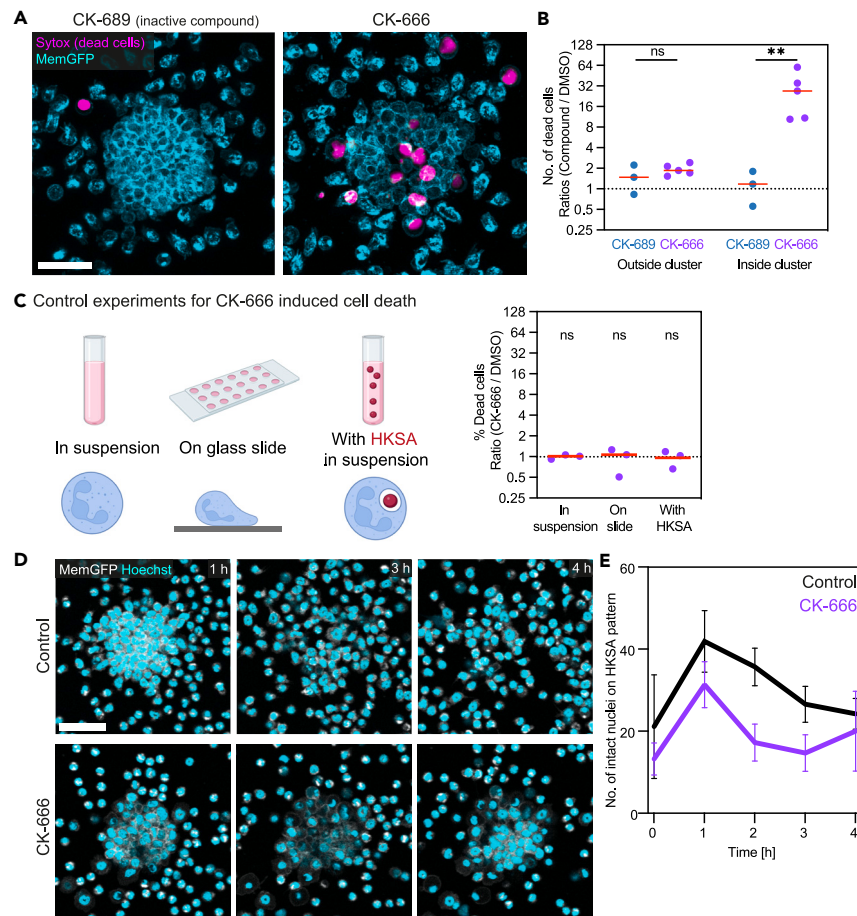 A
CK-689 (inactive compound)
CK-666
Sytox (dead cells)
MemGFP
B
No. of dead cells
Ratios (Compound / DMSO)
128
64
32
16
8
4
2
1
0.5
0.25
ns
**
CK-689 CK-666 CK-689 CK-666
Outside cluster Inside cluster
C Control experiments for CK-666 induced cell death
In suspension
On glass slide
With HKSA
in suspension
% Dead cells
Ratio (CK-666 / DMSO)
128
64
32
16
8
4
2
1
0.5
0.25
ns ns ns
In
suspension
On
slide
With
HKSA
D
MemGFP Hoechst 1 h
3 h
4 h
Control
CK-666
E
No. of intact nuclei on HKSA pattern
60
40
20
0
Control
CK-666
0 1 2 3 4
Time [h]